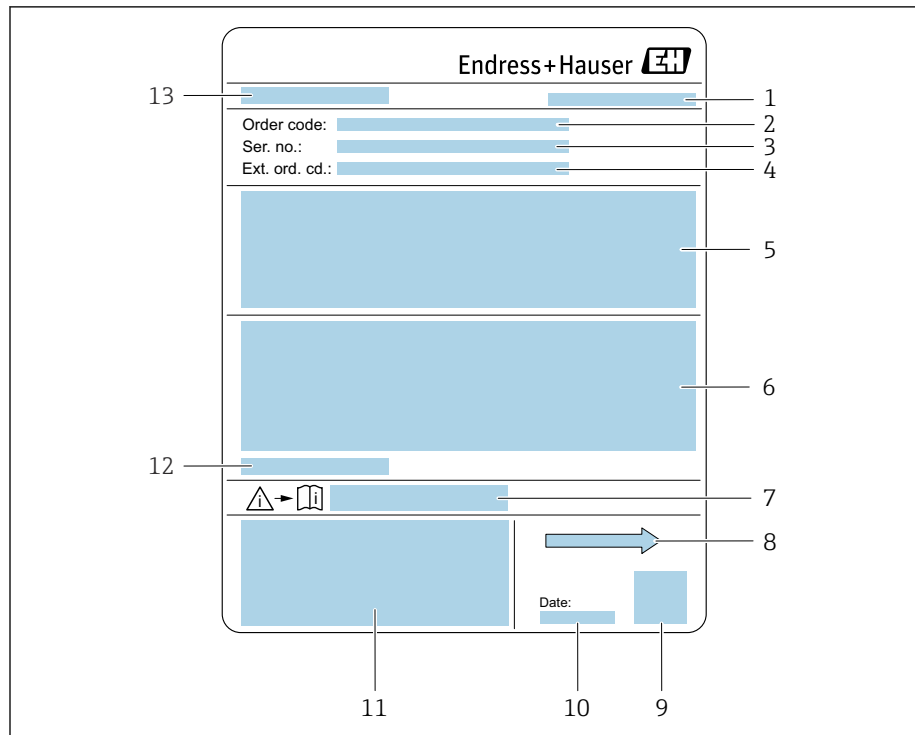 Endress+Hauser EH
13
1
Order code:
2
Ser. no.:
3
Ext. ord. cd.:
4
5
6
12
i i
7
8
Date:
11
10
9